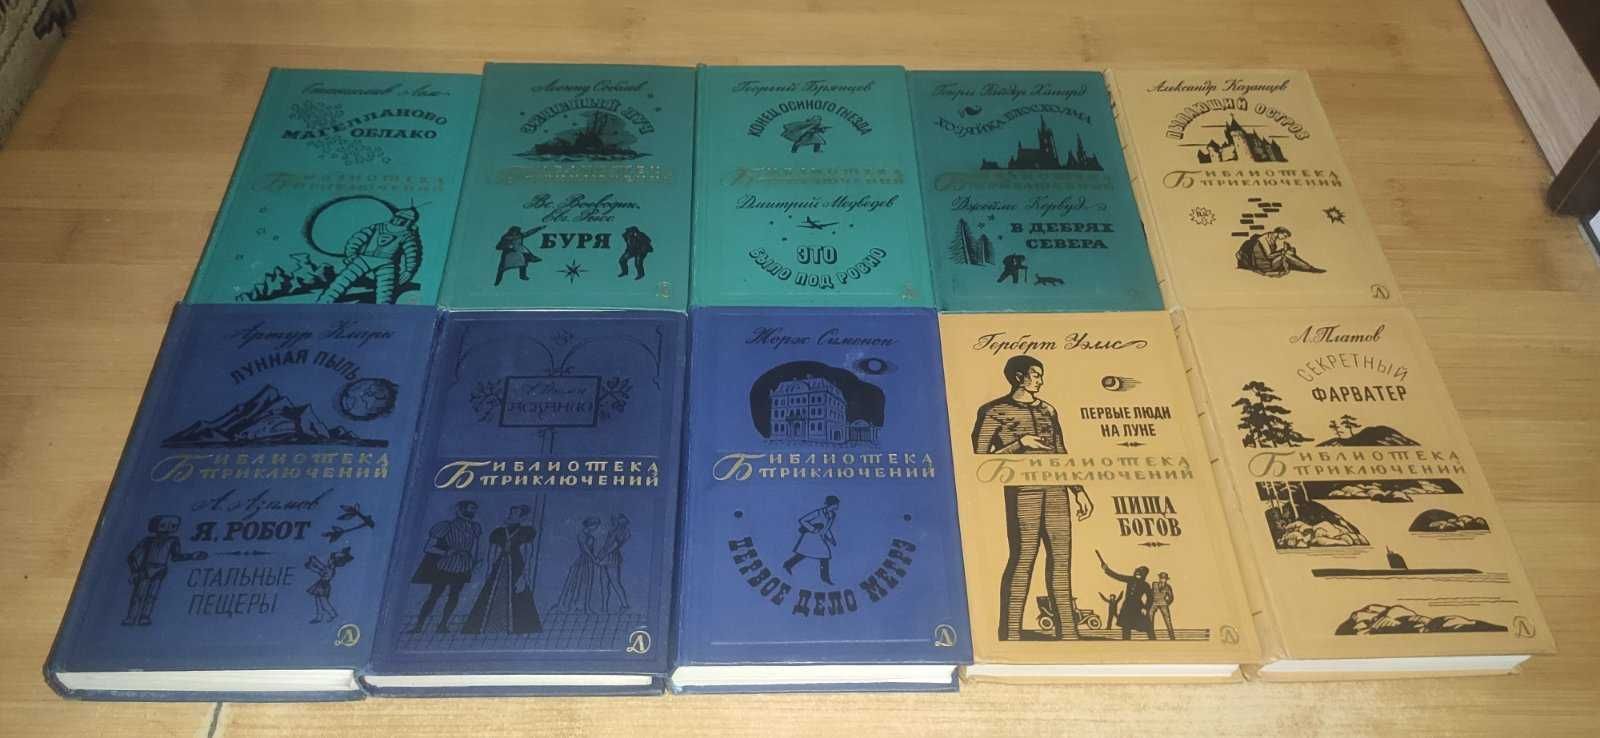 Станислав Лем
МАГЕЛЛАНОВО
ОБЛАКО
БИБЛИОТЕКА
ПРИКЛЮЧЕНИЙ
Леонид Соболев
ЗЕЛЕНЫЙ ЛУЧ
БИБЛИОТЕКА
ПРИКЛЮЧЕНИЙ
Вс. Воеводин,
Ев. Рысс
БУРЯ
Георгий Брянцев
КОНЕЦ ОСИНОГО ГНЕЗДА
БИБЛИОТЕКА
ПРИКЛЮЧЕНИЙ
Дмитрий Медведев
ЭТО
БЫЛО ПОД РОВНО
Генри Райдер Хаггард
ХОЗЯЙКА БЛОСХОЛМА
БИБЛИОТЕКА
ПРИКЛЮЧЕНИЙ
Джеймс Кервуд
В ДЕБРЯХ
СЕВЕРА
Александр Казанцев
ПЫЛАЮЩИЙ ОСТРОВ
БИБЛИОТЕКА
ПРИКЛЮЧЕНИЙ
Д
Артур Кларк
ЛУННАЯ ПЫЛЬ
БИБЛИОТЕКА
ПРИКЛЮЧЕНИЙ
А. Азимов
Я, РОБОТ
СТАЛЬНЫЕ
ПЕЩЕРЫ
Д
А. Дюма
АСКАНИО
БИБЛИОТЕКА
ПРИКЛЮЧЕНИЙ
Д
Жорж Сименон
БИБЛИОТЕКА
ПРИКЛЮЧЕНИЙ
ПЕРВОЕ ДЕЛО МЕГРЭ
Д
Герберт Уэллс
ПЕРВЫЕ ЛЮДИ
НА ЛУНЕ
БИБЛИОТЕКА
ПРИКЛЮЧЕНИЙ
ПИЩА
БОГОВ
Д
Л. Платов
СЕКРЕТНЫЙ
ФАРВАТЕР
БИБЛИОТЕКА
ПРИКЛЮЧЕНИЙ
Д